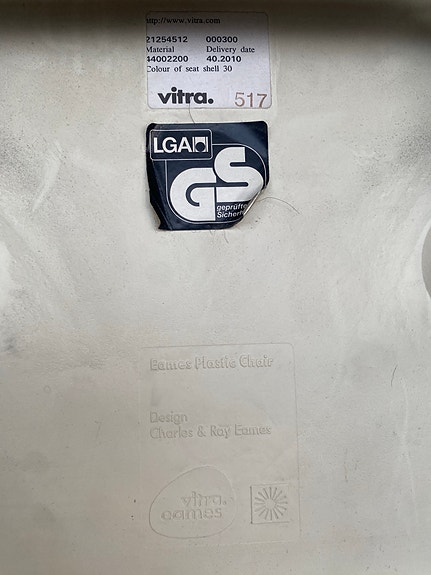 http://www.vitra.com
21254512 000300
Material Delivery date
44002200 40.2010
Colour of seat shell 30
vitra. 517
LGA
GS
geprüfte
Eames Plastic Chair
Design
Charles & Ray Eames
vitra.
eames